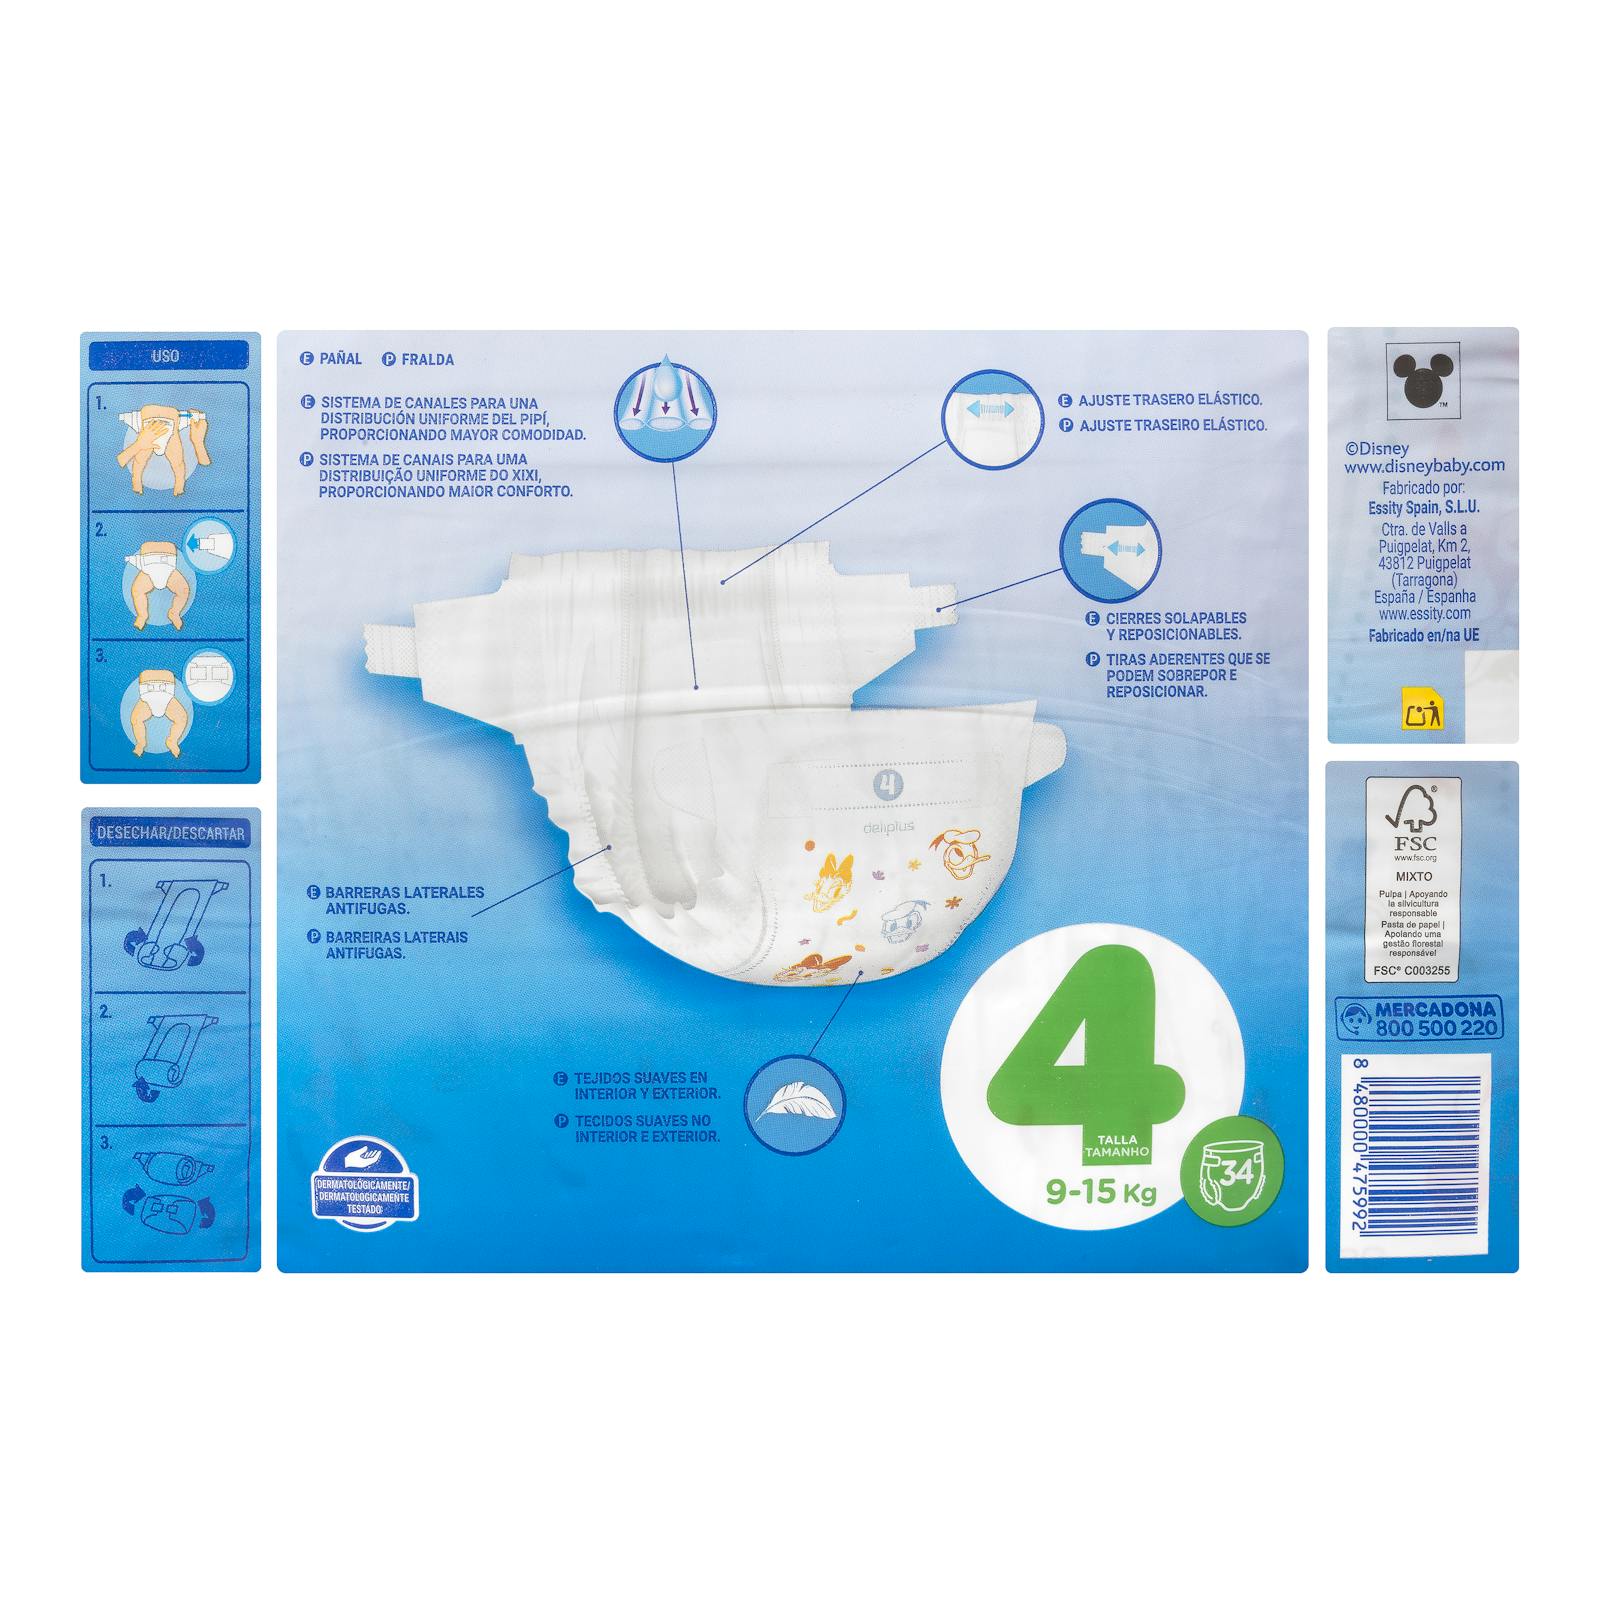 USO
1.
2.
3.
DESECHAR/DESCARTAR
1.
2.
3.
E PAÑAL P FRALDA
E SISTEMA DE CANALES PARA UNA
DISTRIBUCIÓN UNIFORME DEL PIPÍ,
PROPORCIONANDO MAYOR COMODIDAD.
P SISTEMA DE CANAIS PARA UMA
DISTRIBUIÇÃO UNIFORME DO XIXI,
PROPORCIONANDO MAIOR CONFORTO.
E AJUSTE TRASERO ELÁSTICO.
P AJUSTE TRASEIRO ELÁSTICO.
E CIERRES SOLAPABLES
Y REPOSICIONABLES.
P TIRAS ADERENTES QUE SE
PODEM SOBREPOR E
REPOSICIONAR.
4
deliplus
E BARRERAS LATERALES
ANTIFUGAS.
P BARREIRAS LATERAIS
ANTIFUGAS.
E TEJIDOS SUAVES EN
INTERIOR Y EXTERIOR.
P TECIDOS SUAVES NO
INTERIOR E EXTERIOR.
DERMATOLÓGICAMENTE/
DERMATOLOGICAMENTE
TESTADO
4
TALLA
TAMANHO
9-15 Kg
34
TM
©Disney
www.disneybaby.com
Fabricado por:
Essity Spain, S.L.U.
Ctra. de Valls a
Puigpelat, Km 2,
43812 Puigpelat
(Tarragona)
España / Espanha
www.essity.com
Fabricado en/na UE
®
FSC
www.fsc.org
MIXTO
Pulpa | Apoyando
la silvicultura
responsable
Pasta de papel |
Apoiando uma
gestão florestal
responsável
FSC® C003255
MERCADONA
800 500 220
8 480000 475992